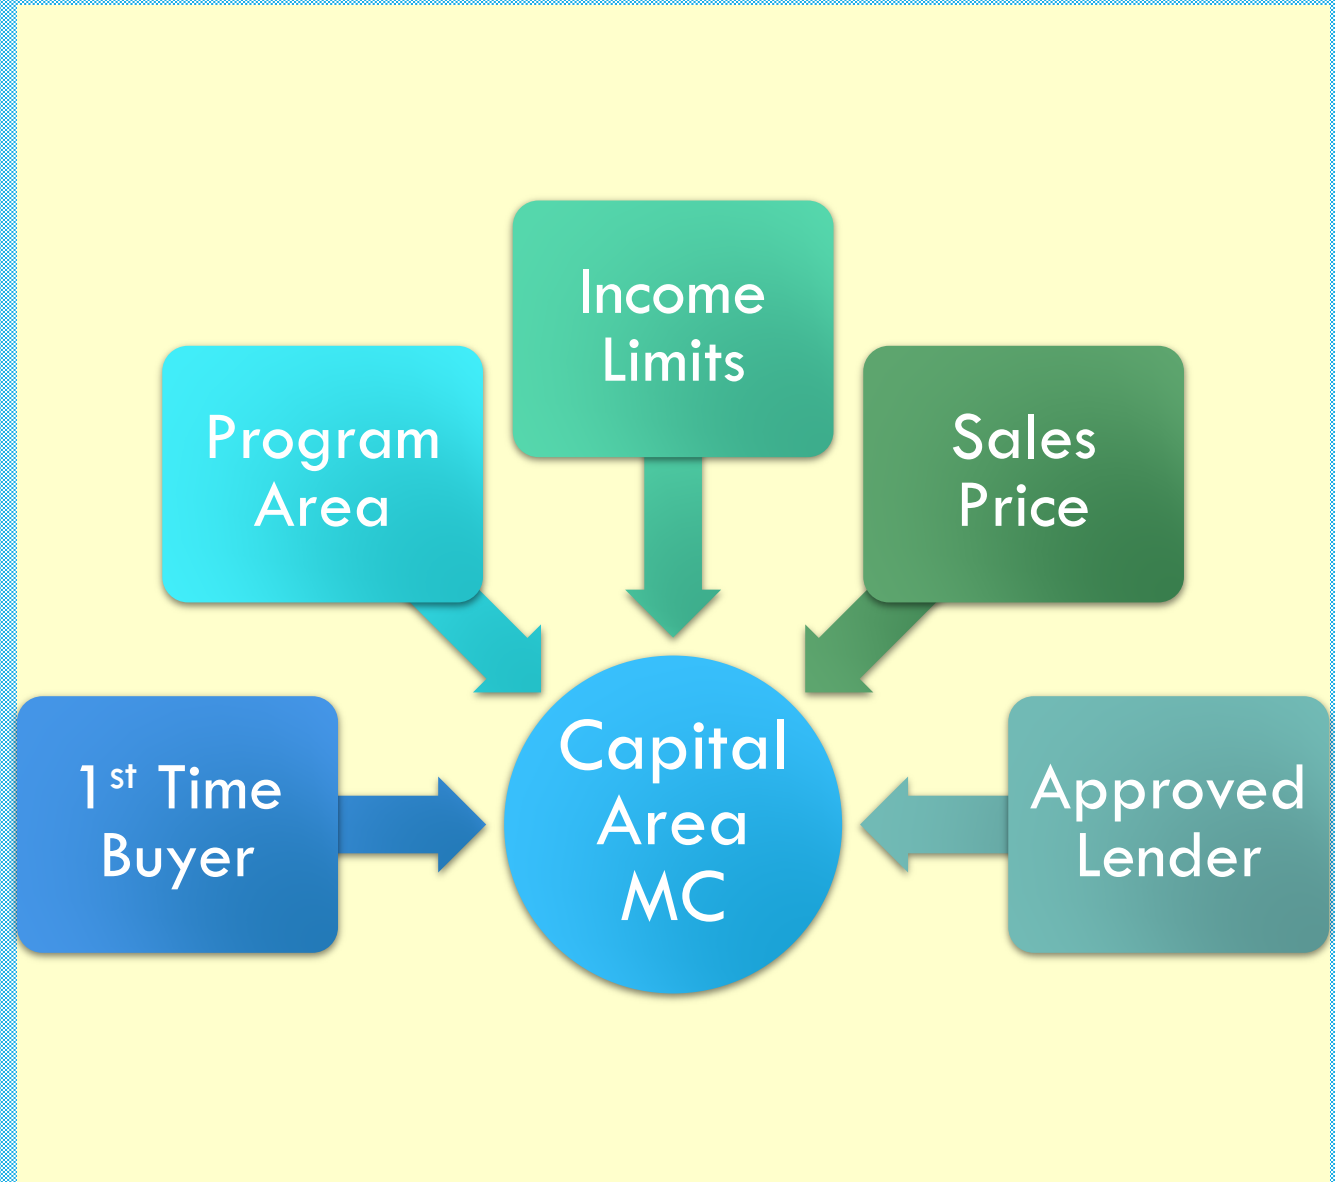 Income
Limits
Program
Area
Sales
Price
1st Time
Buyer
Capital
Area
MC
Approved
Lender